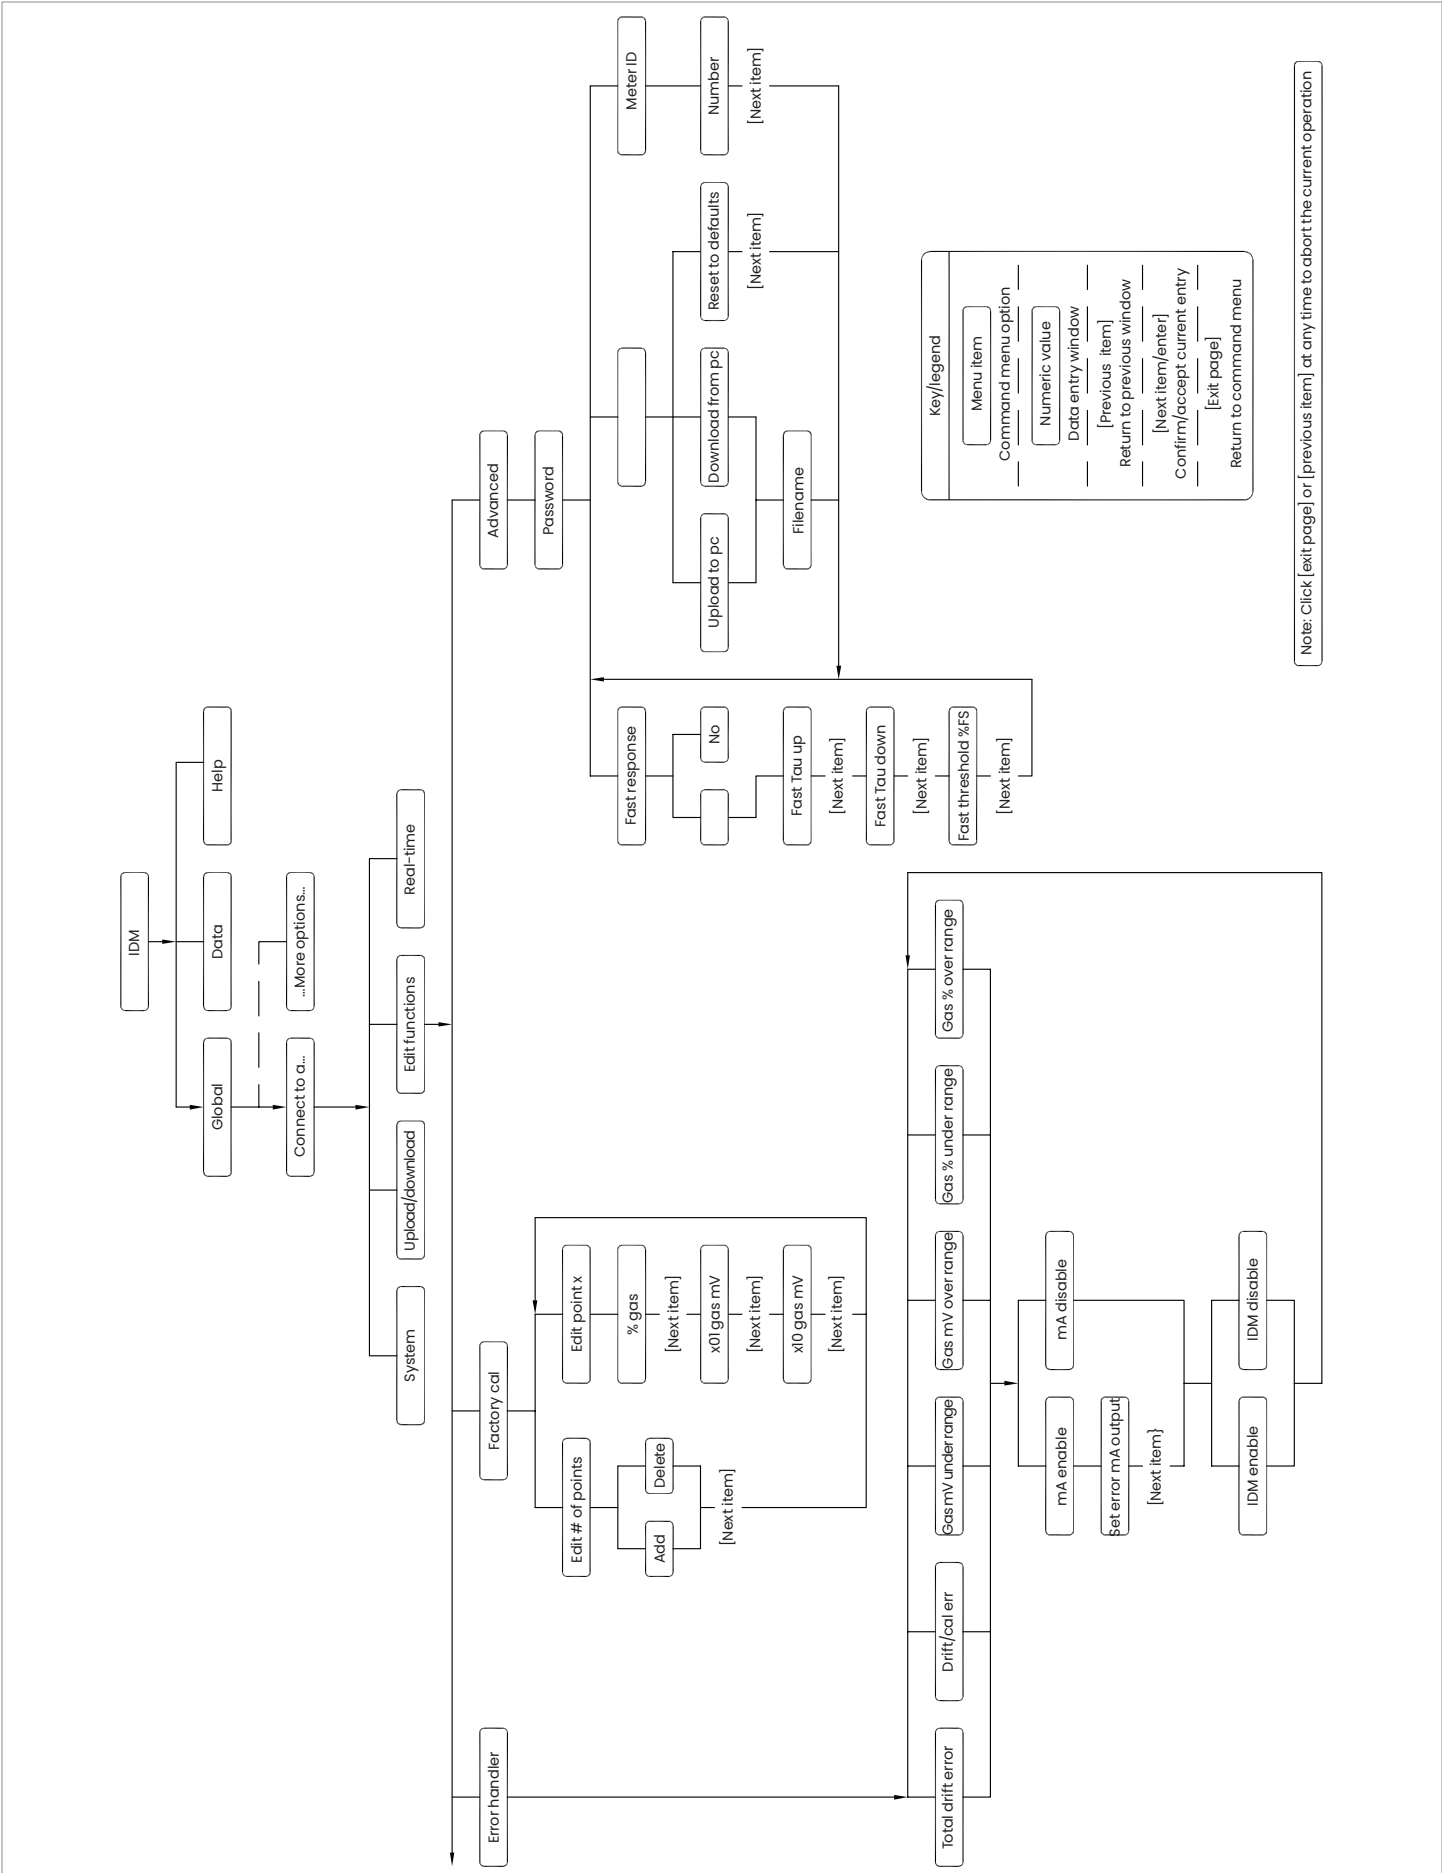 IDM
Global
Data
Help
Connect to a...
...More options...
System
Upload/download
Edit functions
Real-time
Error handler
Factory cal
Advanced
Password
Edit # of points
Add
Delete
[Next item]
Edit point x
% gas
[Next item]
x01 gas mV
[Next item]
x10 gas mV
[Next item]
Fast response
No
Fast Tau up
[Next item]
Fast Tau down
[Next item]
Fast threshold %FS
[Next item]
Upload to pc
Download from pc
Reset to defaults
[Next item]
Filename
Meter ID
Number
[Next item]
Total drift error
Drift/cal err
Gas mV under range
Gas mV over range
Gas % under range
Gas % over range
mA enable
mA disable
Set error mA output
[Next item}
IDM enable
IDM disable
Key/legend
Menu item
Command menu option
Numeric value
Data entry window
[Previous item]
Return to previous window
[Next item/enter]
Confirm/accept current entry
[Exit page]
Return to command menu
Note: Click [exit page] or [previous item] at any time to abort the current operation